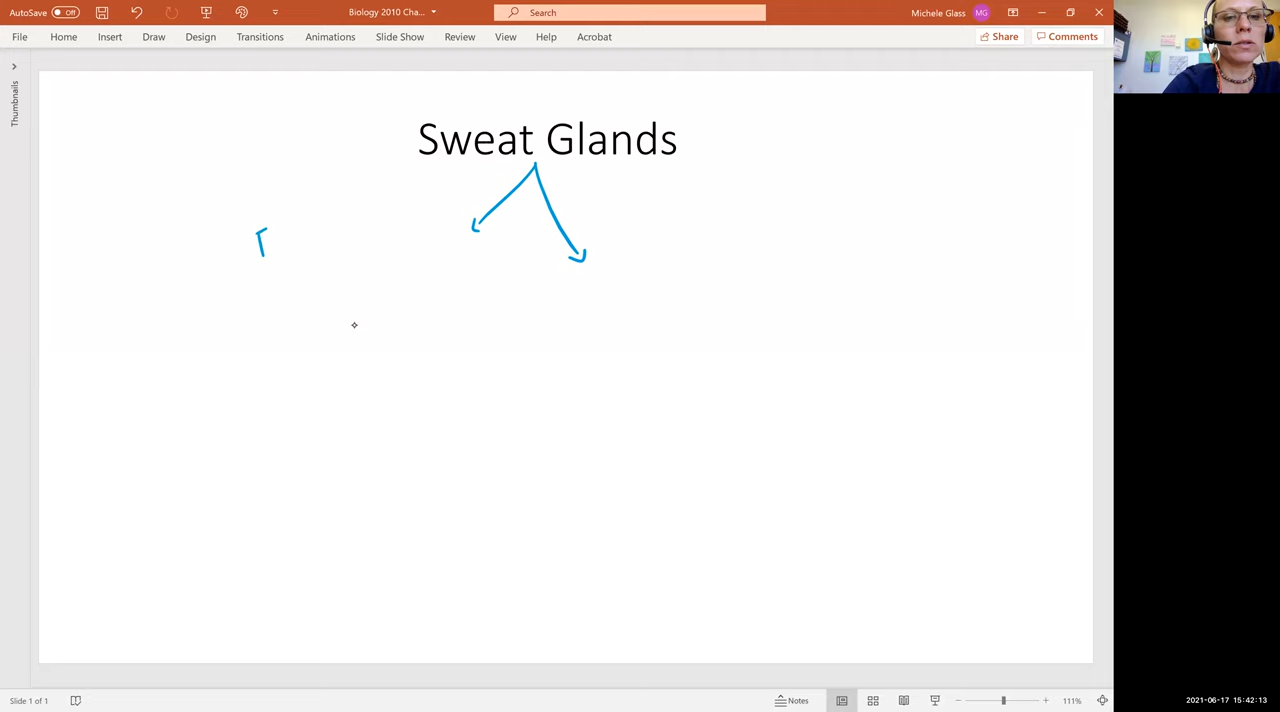 AutoSave Off Biology 2010 Cha... Search Michele Glass MG
File Home Insert Draw Design Transitions Animations Slide Show Review View Help Acrobat Share Comments
Thumbnails
Sweat Glands
Slide 1 of 1 Notes 111%
2021-06-17 15:42:13